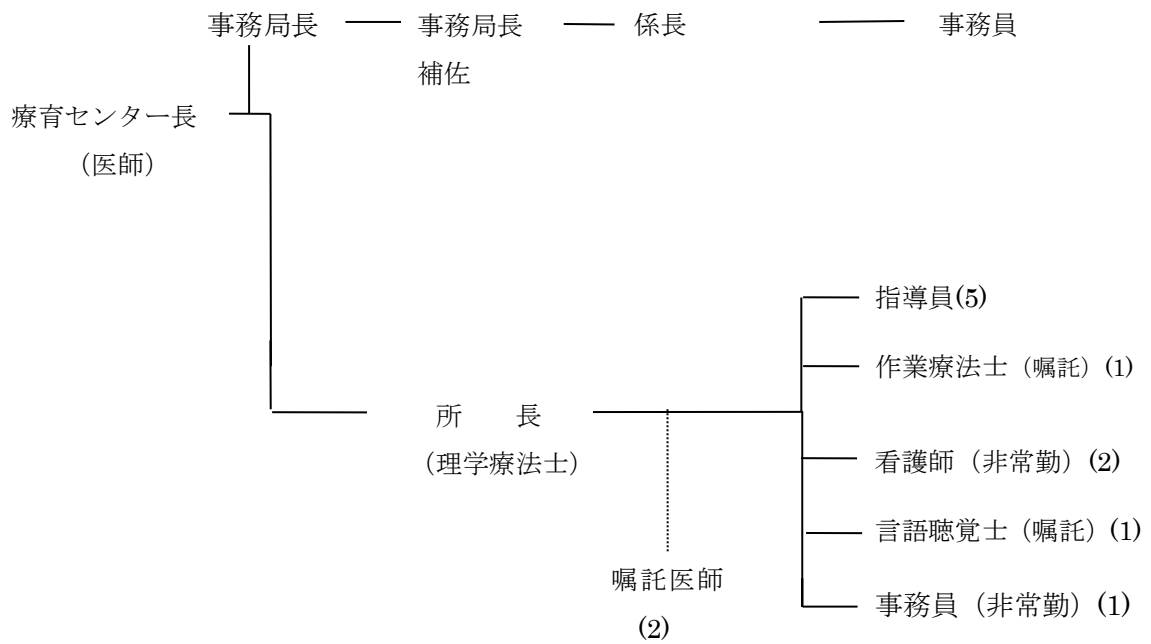 事務局長 事務局長 係長 事務員
補佐
療育センター長
（医師）
指導員(5)
作業療法士（嘱託）(1)
所　　長
（理学療法士）
看護師（非常勤）(2)
言語聴覚士（嘱託）(1)
嘱託医師
(2)
事務員（非常勤）(1)